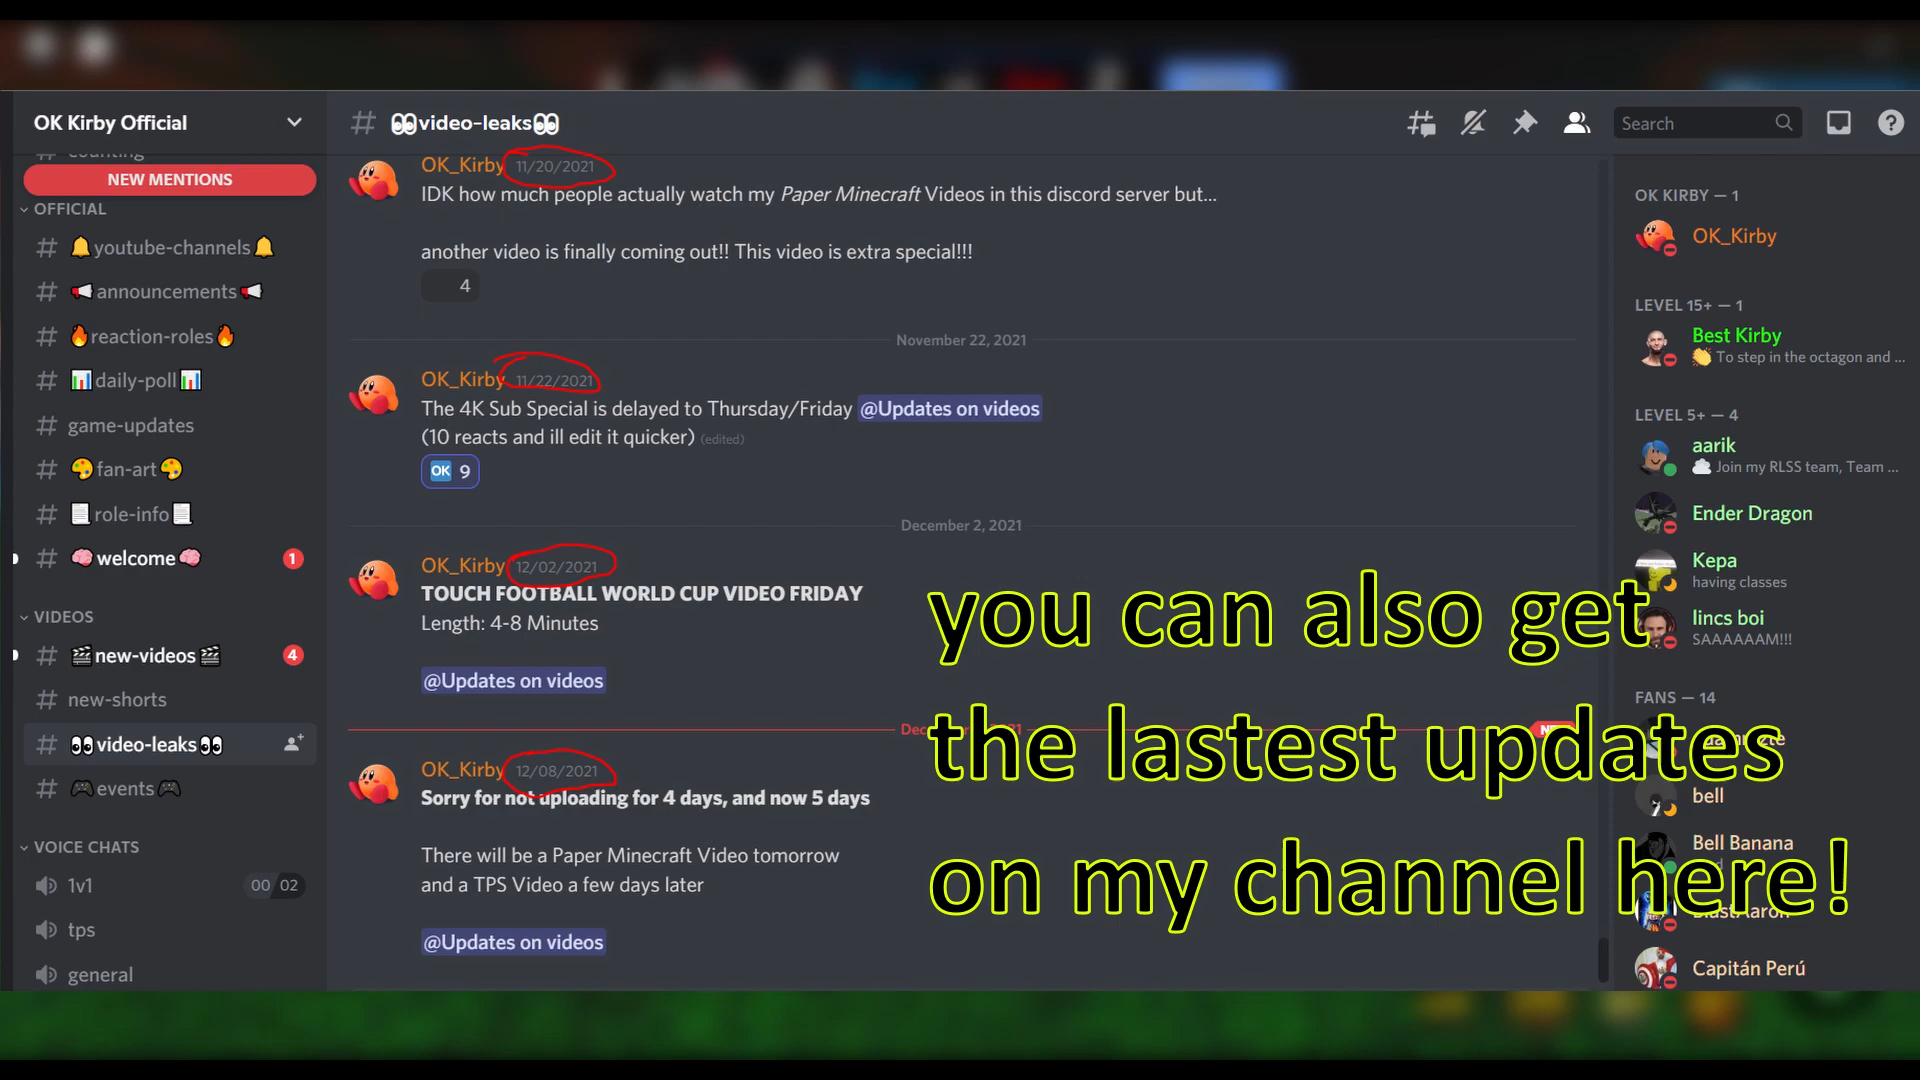 OK Kirby Official
counting
NEW MENTIONS
OFFICIAL
youtube-channels
announcements
reaction-roles
daily-poll
game-updates
fan-art
role-info
welcome 1
VIDEOS
new-videos 4
new-shorts
video-leaks
events
VOICE CHATS
1v1 00 02
tps
general
video-leaks
Search
OK_Kirby 11/20/2021
IDK how much people actually watch my Paper Minecraft Videos in this discord server but...
another video is finally coming out!! This video is extra special!!!
4
November 22, 2021
OK_Kirby 11/22/2021
The 4K Sub Special is delayed to Thursday/Friday @Updates on videos
(10 reacts and ill edit it quicker) (edited)
OK 9
December 2, 2021
OK_Kirby 12/02/2021
TOUCH FOOTBALL WORLD CUP VIDEO FRIDAY
Length: 4-8 Minutes
@Updates on videos
OK_Kirby 12/08/2021
Sorry for not uploading for 4 days, and now 5 days
There will be a Paper Minecraft Video tomorrow
and a TPS Video a few days later
@Updates on videos
you can also get
the lastest updates
on my channel here!
OK KIRBY — 1
OK_Kirby
LEVEL 15+ — 1
Best Kirby
To step in the octagon and ...
LEVEL 5+ — 4
aarik
Join my RLSS team, Team ...
Ender Dragon
Kepa
having classes
lincs boi
SAAAAAAM!!!
FANS — 14
bell
Bell Banana
BlastAaron
Capitán Perú